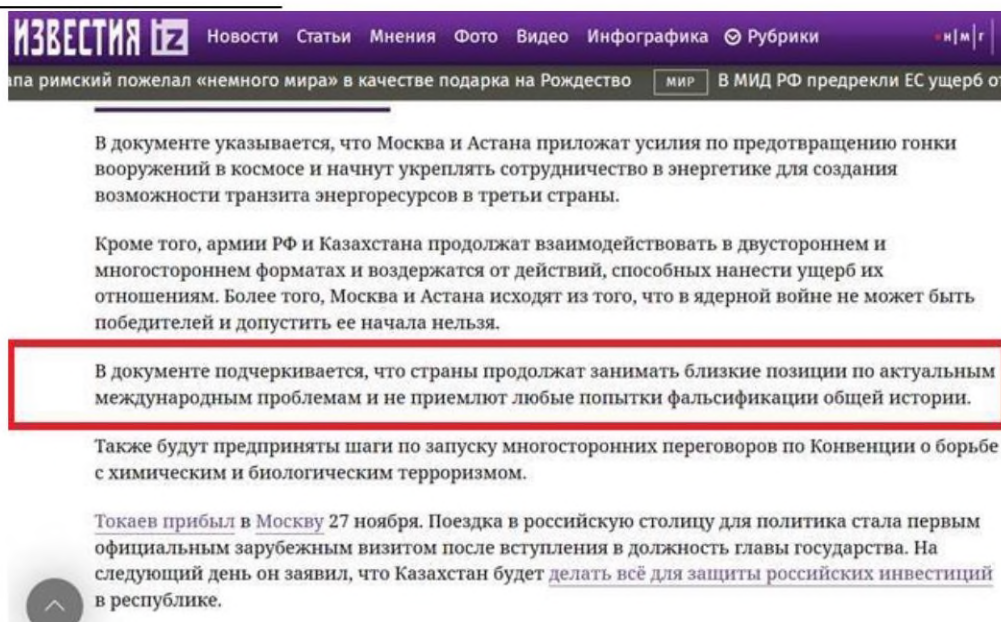 ИЗВЕСТИЯ iz Новости Статьи Мнения Фото Видео Инфографика Рубрики н|м|г
римский пожелал «немного мира» в качестве подарка на Рождество МИР В МИД РФ предрекли ЕС ущерб
В документе указывается, что Москва и Астана приложат усилия по предотвращению гонки
вооружений в космосе и начнут укреплять сотрудничество в энергетике для создания
возможности транзита энергоресурсов в третьи страны.
Кроме того, армии РФ и Казахстана продолжат взаимодействовать в двустороннем и
многостороннем форматах и воздержатся от действий, способных нанести ущерб их
отношениям. Более того, Москва и Астана исходят из того, что в ядерной войне не может быть
победителей и допустить ее начала нельзя.
В документе подчеркивается, что страны продолжат занимать близкие позиции по актуальным
международным проблемам и не приемлют любые попытки фальсификации общей истории.
Также будут предприняты шаги по запуску многосторонних переговоров по Конвенции о борьбе
с химическим и биологическим терроризмом.
Токаев прибыл в Москву 27 ноября. Поездка в российскую столицу для политика стала первым
официальным зарубежным визитом после вступления в должность главы государства. На
следующий день он заявил, что Казахстан будет делать всё для защиты российских инвестиций
в республике.